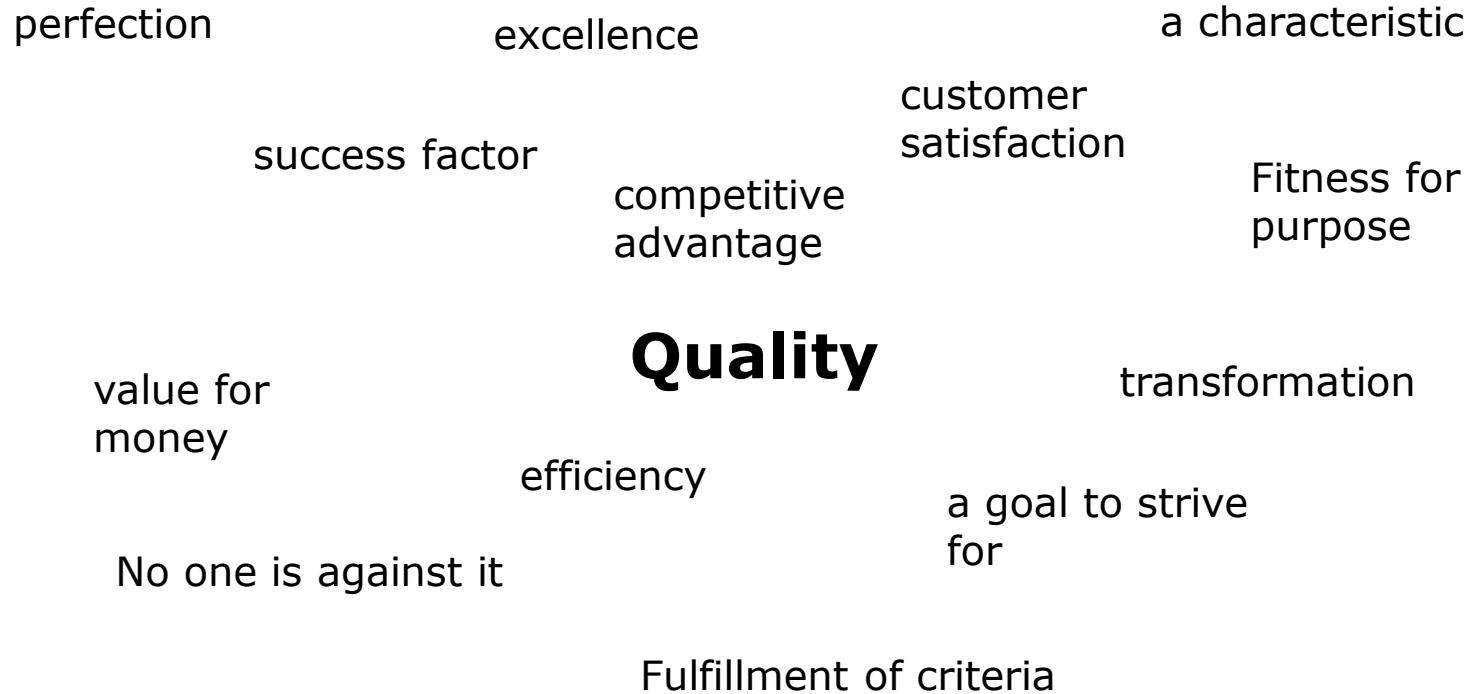 perfection
excellence
a characteristic
customer
satisfaction
success factor
competitive
advantage
Fitness for
purpose
Quality
value for
money
transformation
efficiency
a goal to strive
for
No one is against it
Fulfillment of criteria